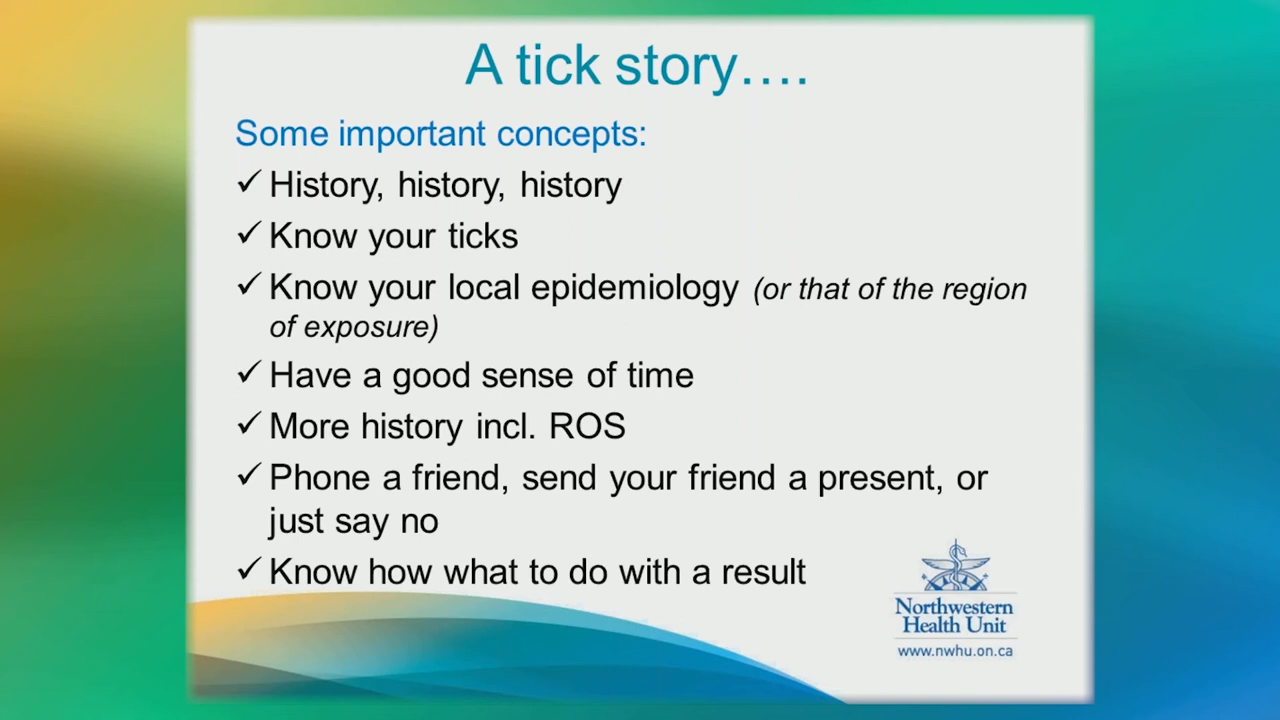 A tick story….
Some important concepts:
✓ History, history, history
✓ Know your ticks
✓ Know your local epidemiology (or that of the region
of exposure)
✓ Have a good sense of time
✓ More history incl. ROS
✓ Phone a friend, send your friend a present, or
just say no
✓ Know how what to do with a result
Northwestern
Health Unit
www.nwhu.on.ca